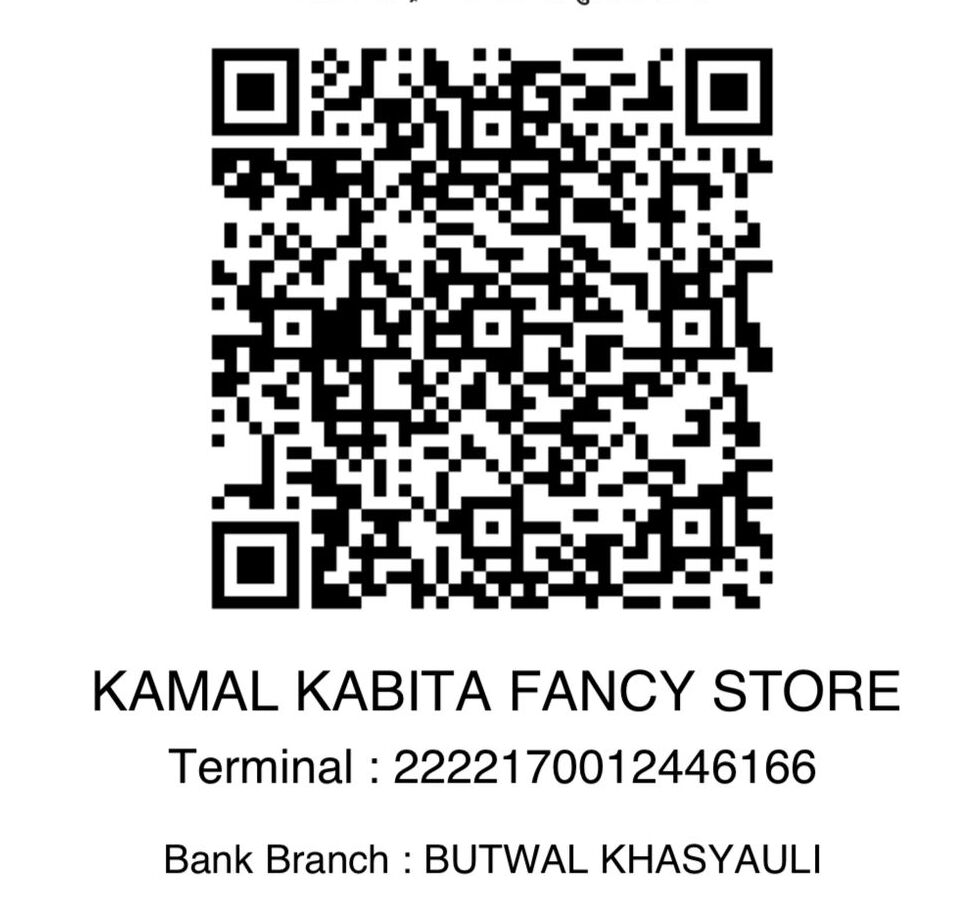 KAMAL KABITA FANCY STORE
Terminal : 2222170012446166
Bank Branch : BUTWAL KHASYAULI